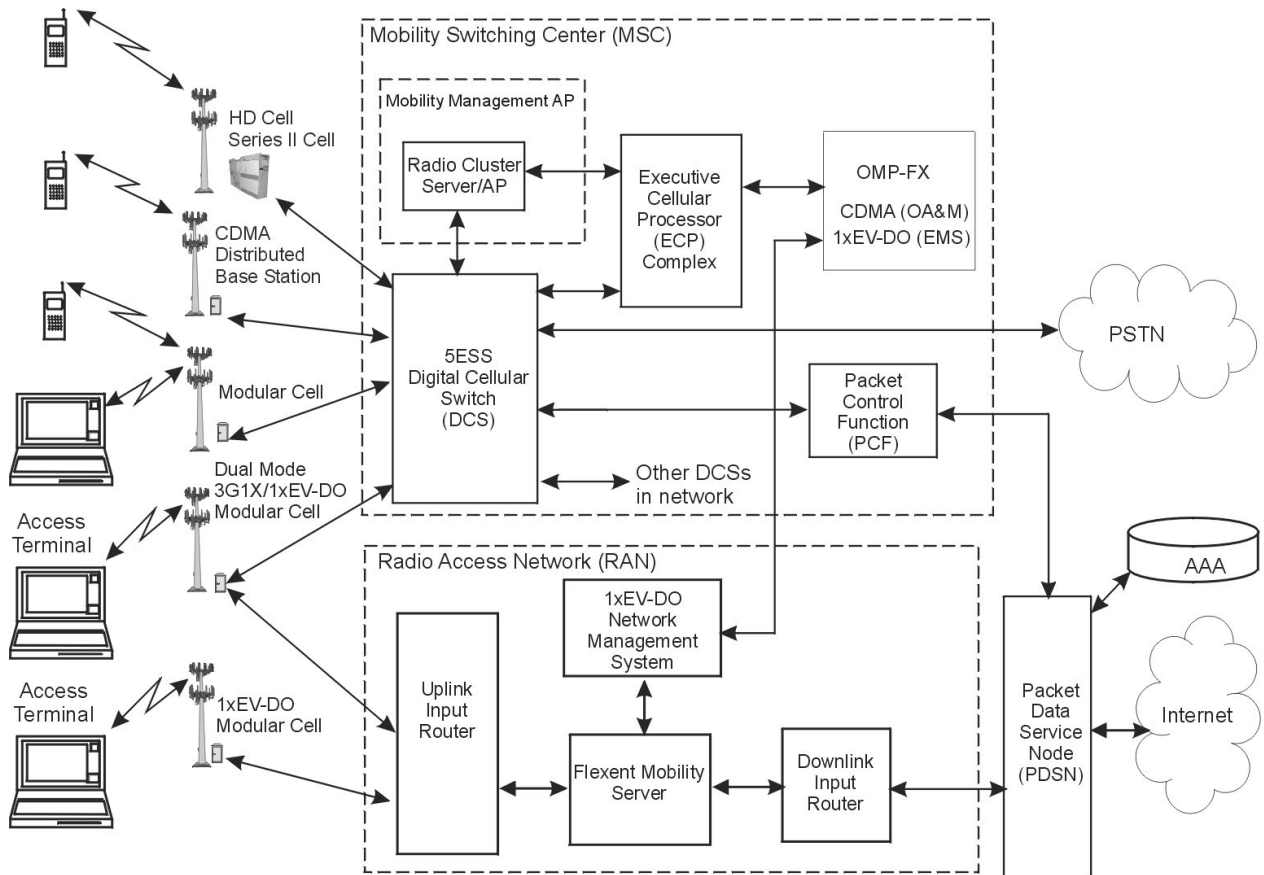 Mobility Switching Center (MSC)
Mobility Management AP
HD Cell
Series II Cell
Radio Cluster
Server/AP
Executive
Cellular
Processor
(ECP)
Complex
OMP-FX
CDMA (OA&M)
1xEV-DO (EMS)
CDMA
Distributed
Base Station
5ESS
Digital Cellular
Switch
(DCS)
PSTN
Modular Cell
Packet
Control
Function
(PCF)
Other DCSs
in network
Dual Mode
3G1X/1xEV-DO
Modular Cell
Access
Terminal
Radio Access Network (RAN)
AAA
1xEV-DO
Network
Management
System
Access
Terminal
1xEV-DO
Modular Cell
Uplink
Input
Router
Flexent Mobility
Server
Downlink
Input
Router
Packet
Data
Service
Node
(PDSN)
Internet